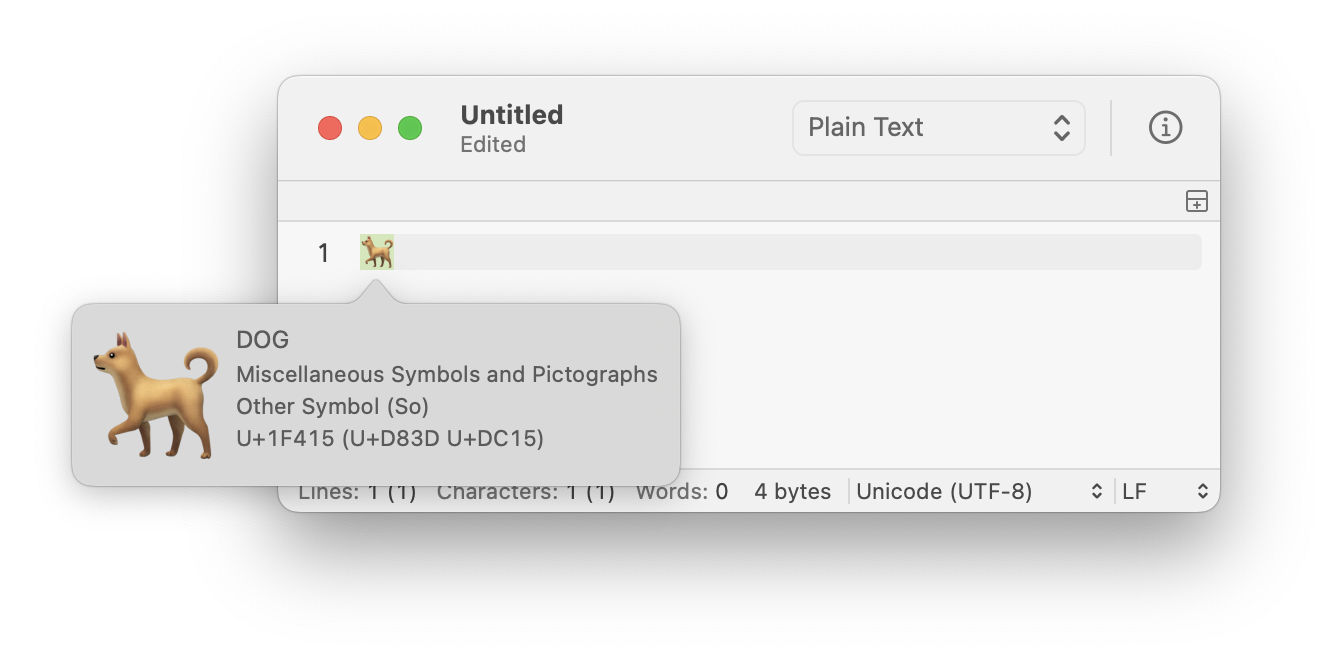 Untitled
Edited
Plain Text
1 🐕
DOG
Miscellaneous Symbols and Pictographs
Other Symbol (So)
U+1F415 (U+D83D U+DC15)
Lines: 1 (1) Characters: 1 (1) Words: 0 4 bytes Unicode (UTF-8) LF